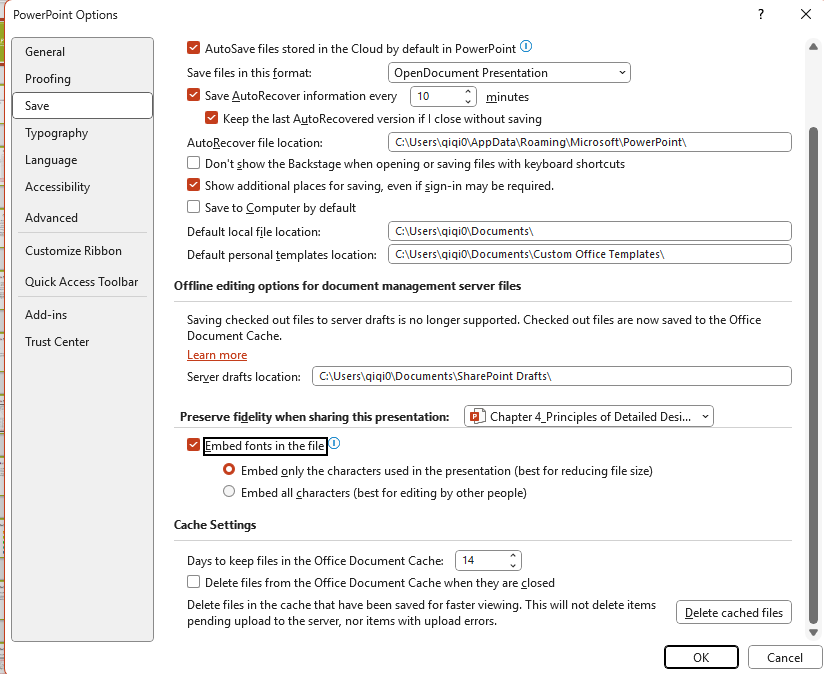 PowerPoint Options
?
General
Proofing
Save
Typography
Language
Accessibility
Advanced
Customize Ribbon
Quick Access Toolbar
Add-ins
Trust Center
AutoSave files stored in the Cloud by default in PowerPoint
Save files in this format: OpenDocument Presentation
Save AutoRecover information every 10 minutes
Keep the last AutoRecovered version if I close without saving
AutoRecover file location: C:\Users\qiqi0\AppData\Roaming\Microsoft\PowerPoint\
Don't show the Backstage when opening or saving files with keyboard shortcuts
Show additional places for saving, even if sign-in may be required.
Save to Computer by default
Default local file location: C:\Users\qiqi0\Documents\
Default personal templates location: C:\Users\qiqi0\Documents\Custom Office Templates\
Offline editing options for document management server files
Saving checked out files to server drafts is no longer supported. Checked out files are now saved to the Office
Document Cache.
Learn more
Server drafts location: C:\Users\qiqi0\Documents\SharePoint Drafts\
Preserve fidelity when sharing this presentation: Chapter 4_Principles of Detailed Desi...
Embed fonts in the file
Embed only the characters used in the presentation (best for reducing file size)
Embed all characters (best for editing by other people)
Cache Settings
Days to keep files in the Office Document Cache: 14
Delete files from the Office Document Cache when they are closed
Delete files in the cache that have been saved for faster viewing. This will not delete items
pending upload to the server, nor items with upload errors.
Delete cached files
OK
Cancel